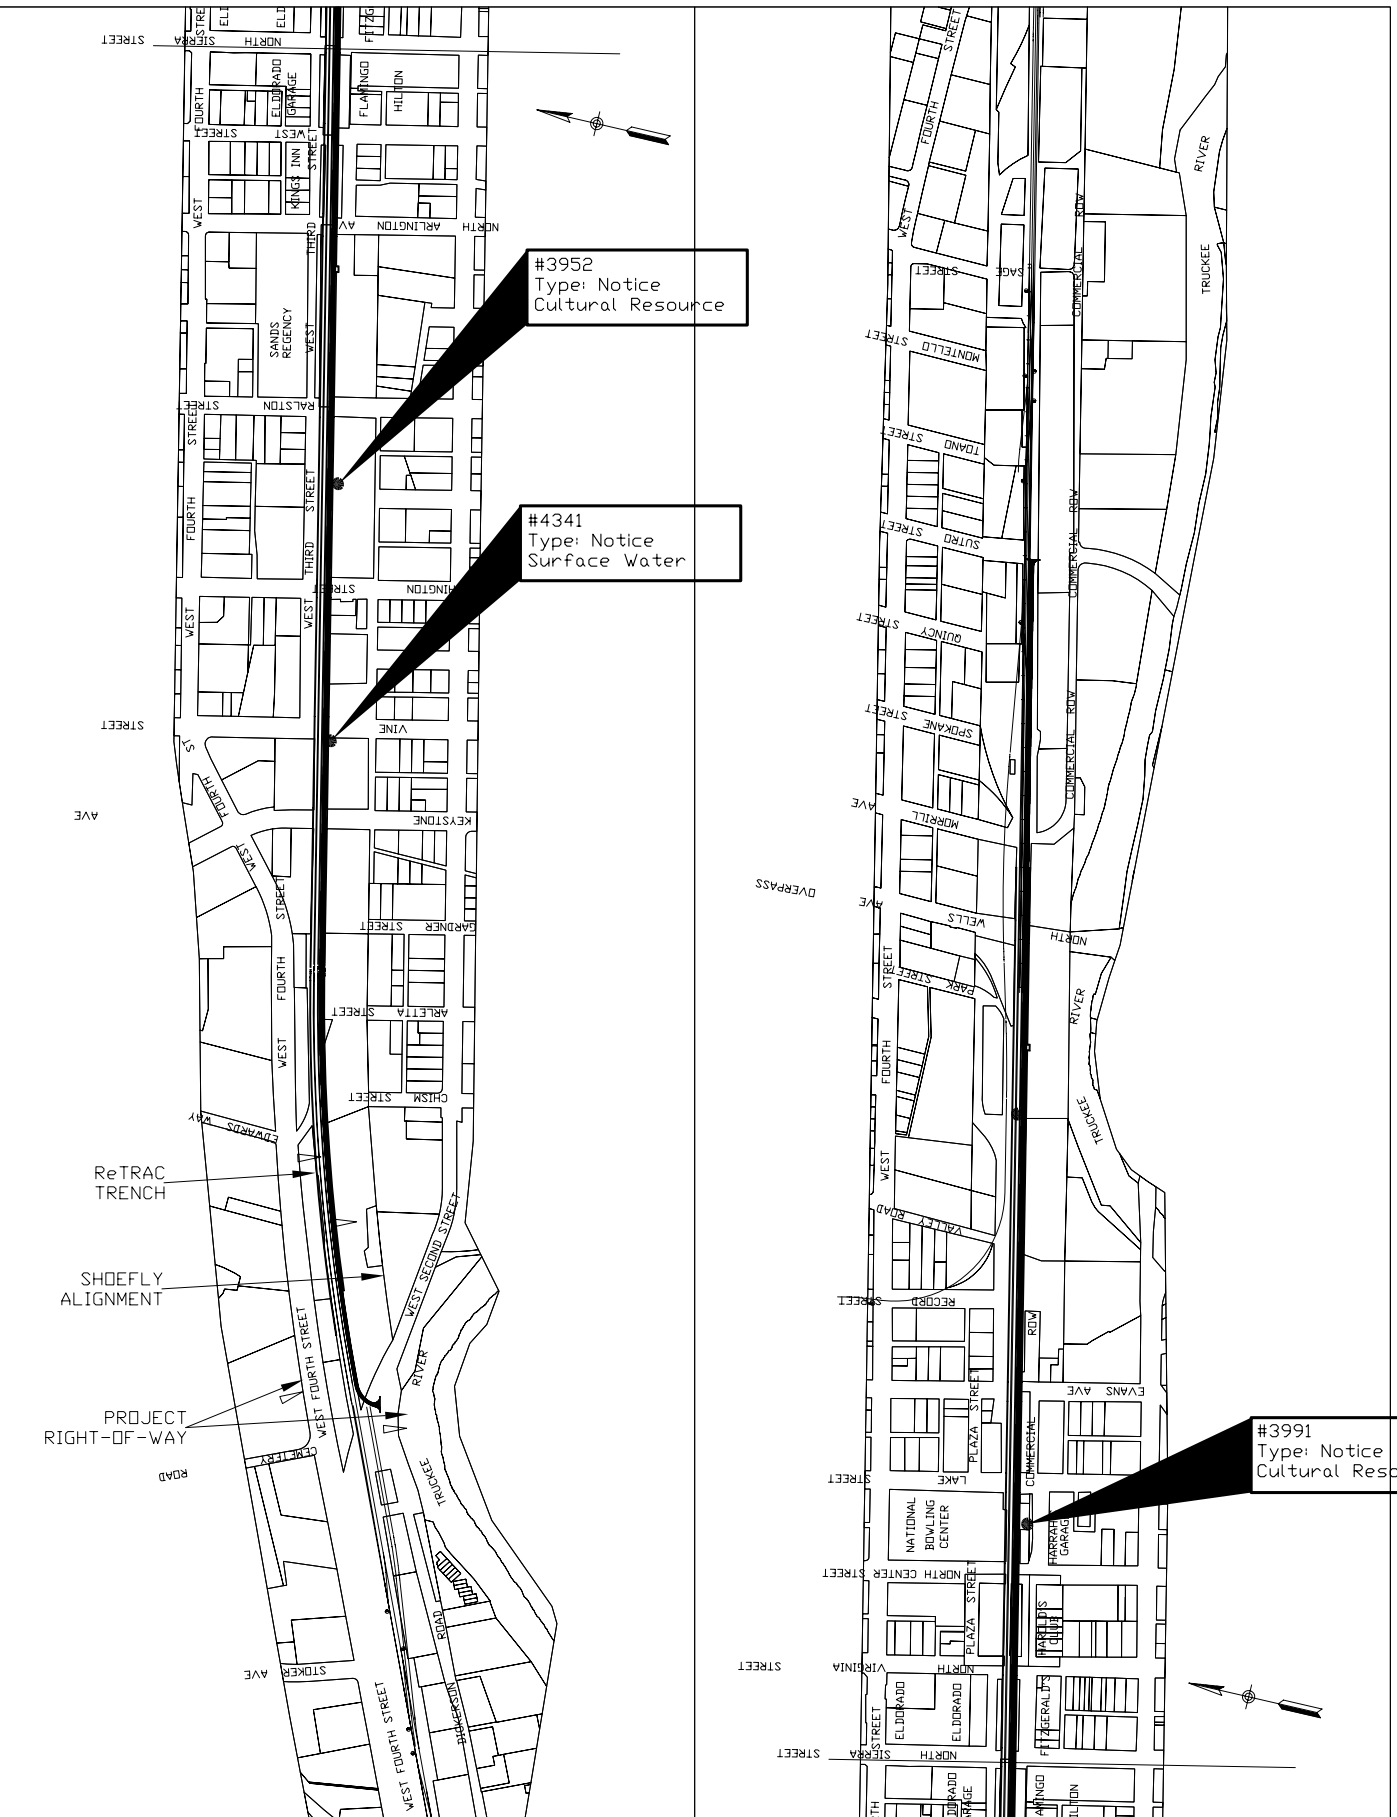 STREET
SIERRA
NORTH
ELDORADO
GARAGE
FLAMINGO
HILTON
FOURTH
STREET
WEST
STREET
KINGS INN
WEST
THIRD
NORTH
ARLINGTON
AV
#3952
Type: Notice
Cultural Resource
SANDS
REGENCY
WEST
STREET
RALSTON
STREET
FOURTH
STREET
THIRD
#4341
Type: Notice
Surface Water
STREET
WEST
WEST
STREET
VINE
ST
FOURTH
AVE
KEYSTONE
WEST
STREET
STREET
GARDNER
FOURTH
STREET
ARLETTA
WEST
STREET
CHISM
WAY
EDWARDS
ReTRAC
TRENCH
WEST SECOND STREET
SHOEFLY
ALIGNMENT
WEST FOURTH STREET
RIVER
PROJECT
RIGHT-OF-WAY
CEMETERY
ROAD
TRUCKEE
ROAD
AVE
STOKER
DICKERSON
WEST FOURTH STREET
STREET
FOURTH
RIVER
WEST
COMMERCIAL ROW
TRUCKEE
STREET
SAGE
STREET
MONTELLO
STREET
TOANO
STREET
SUTRO
COMMERCIAL ROW
STREET
QUINCY
STREET
SPOKANE
COMMERCIAL ROW
AVE
MORRILL
OVERPASS
AVE
WELLS
NORTH
STREET
STREET
PARK
RIVER
FOURTH
TRUCKEE
WEST
ROAD
VALLEY
STREET
RECORD
ROW
EVANS AVE
PLAZA STREET
COMMERCIAL
#3991
Type: Notice
STREET
LAKE
NATIONAL
BOWLING
CENTER
NORTH CENTER STREET
PLAZA STREET
HAROLD'S
CLUB
STREET
VIRGINIA
NORTH
ELDORADO
ELDORADO
FITZGERALD'S
STREET
STREET
SIERRA
NORTH